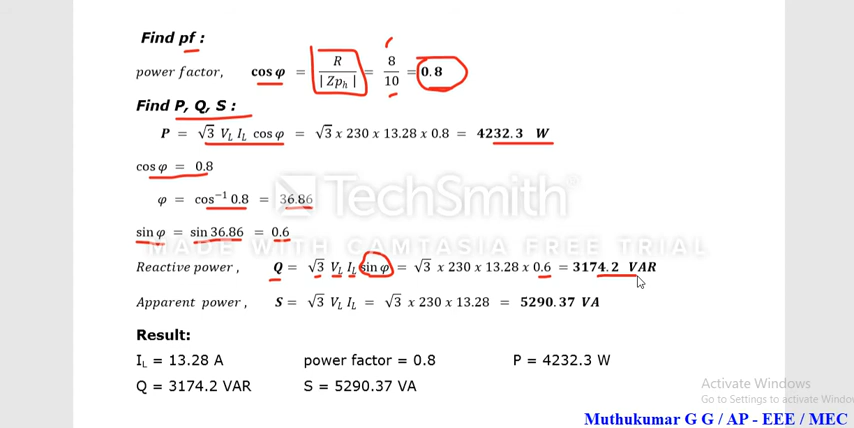 Find pf :
power factor, cos φ = R / | Zph | = 8 / 10 = 0.8
Find P, Q, S :
P = √3 VL IL cos φ = √3 x 230 x 13.28 x 0.8 = 4232.3 W
cos φ = 0.8
φ = cos⁻¹ 0.8 = 36.86
TechSmith®
sin φ = sin 36.86 = 0.6
MADE WITH CAMTASIA FREE TRIAL
Reactive power , Q = √3 VL IL sin φ = √3 x 230 x 13.28 x 0.6 = 3174.2 VAR
Apparent power , S = √3 VL IL = √3 x 230 x 13.28 = 5290.37 VA
Result:
IL = 13.28 A power factor = 0.8 P = 4232.3 W
Q = 3174.2 VAR S = 5290.37 VA
Activate Windows
Go to Settings to activate Windo
Muthukumar G G / AP - EEE / MEC